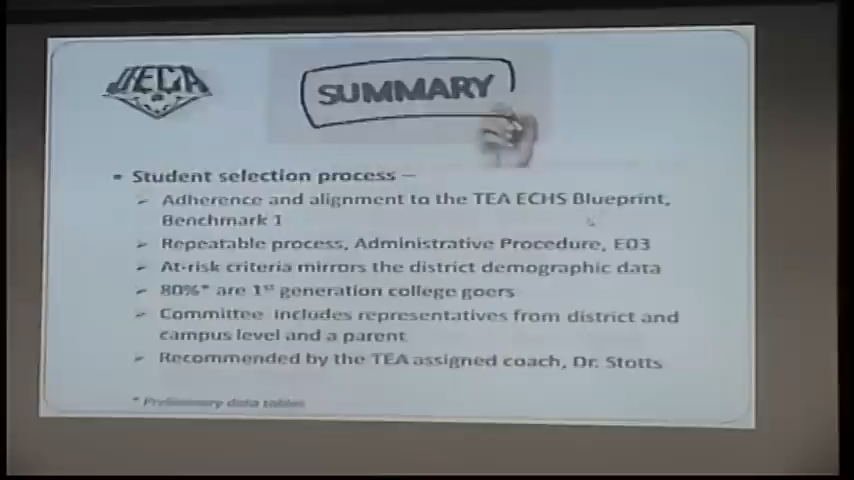 JECA
SUMMARY
• Student selection process –
➢ Adherence and alignment to the TEA ECHS Blueprint,
Benchmark 1
➢ Repeatable process, Administrative Procedure, E03
➢ At-risk criteria mirrors the district demographic data
➢ 80%* are 1st generation college goers
➢ Committee includes representatives from district and
campus level and a parent
➢ Recommended by the TEA assigned coach, Dr. Stotts
* Preliminary data tables